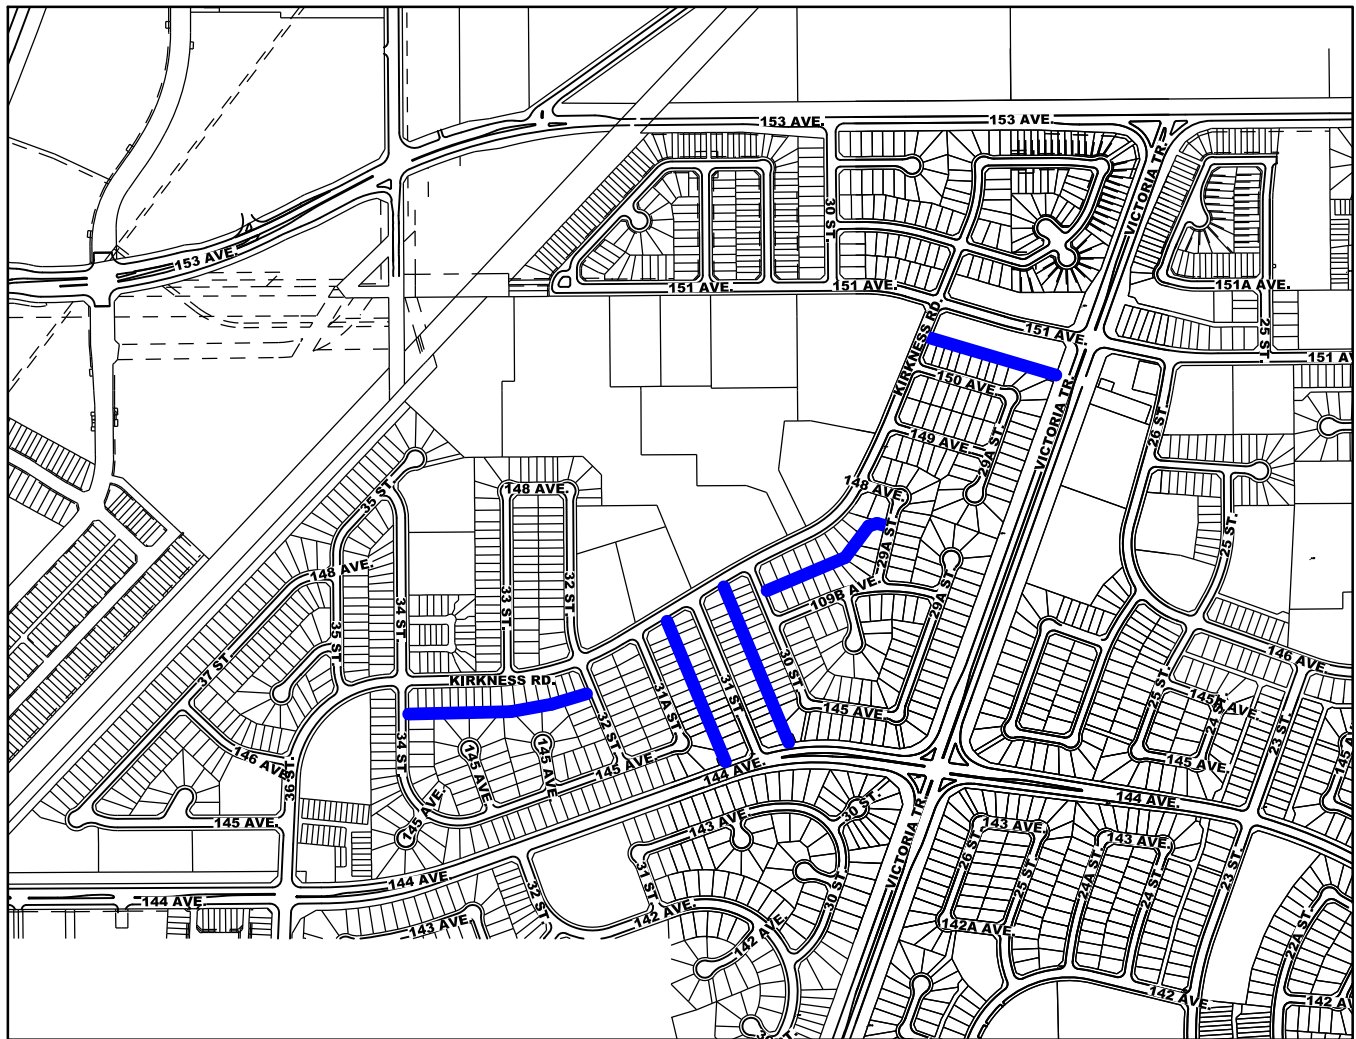 153 AVE.
153 AVE.
VICTORIA TR.
30 ST.
153 AVE.
151 AVE.
151 AVE.
151A AVE.
KIRKNESS RD.
151 AVE.
25 ST.
151 AV
150 AVE
VICTORIA TR.
26 ST.
149 AVE.
29A ST.
35 ST.
148 AVE.
148 AVE.
29A ST.
25 ST.
148 AVE.
34 ST.
33 ST.
32 ST.
109B AVE.
29A ST.
35 ST.
37 ST.
30 ST.
146 AVE.
KIRKNESS RD.
31A ST.
31 ST.
25 ST.
145B AVE.
24 ST.
32 ST.
145 AVE.
23 ST.
146 AVE.
34 ST
145 AVE.
145 AVE.
145 AVE.
144 AVE.
145 AVE.
36 ST.
145 AVE.
145 AVE.
144 AVE.
VICTORIA TR.
30 ST.
143 AVE.
143 AVE.
143 AVE.
26 ST.
25 ST.
24A ST.
24 ST.
23 ST.
144 AVE.
144 AVE.
31 ST.
30 ST.
32 ST.
142 AVE.
143 AVE.
142 AVE.
142A AVE.
22A ST.
142 AVE.
142 AV